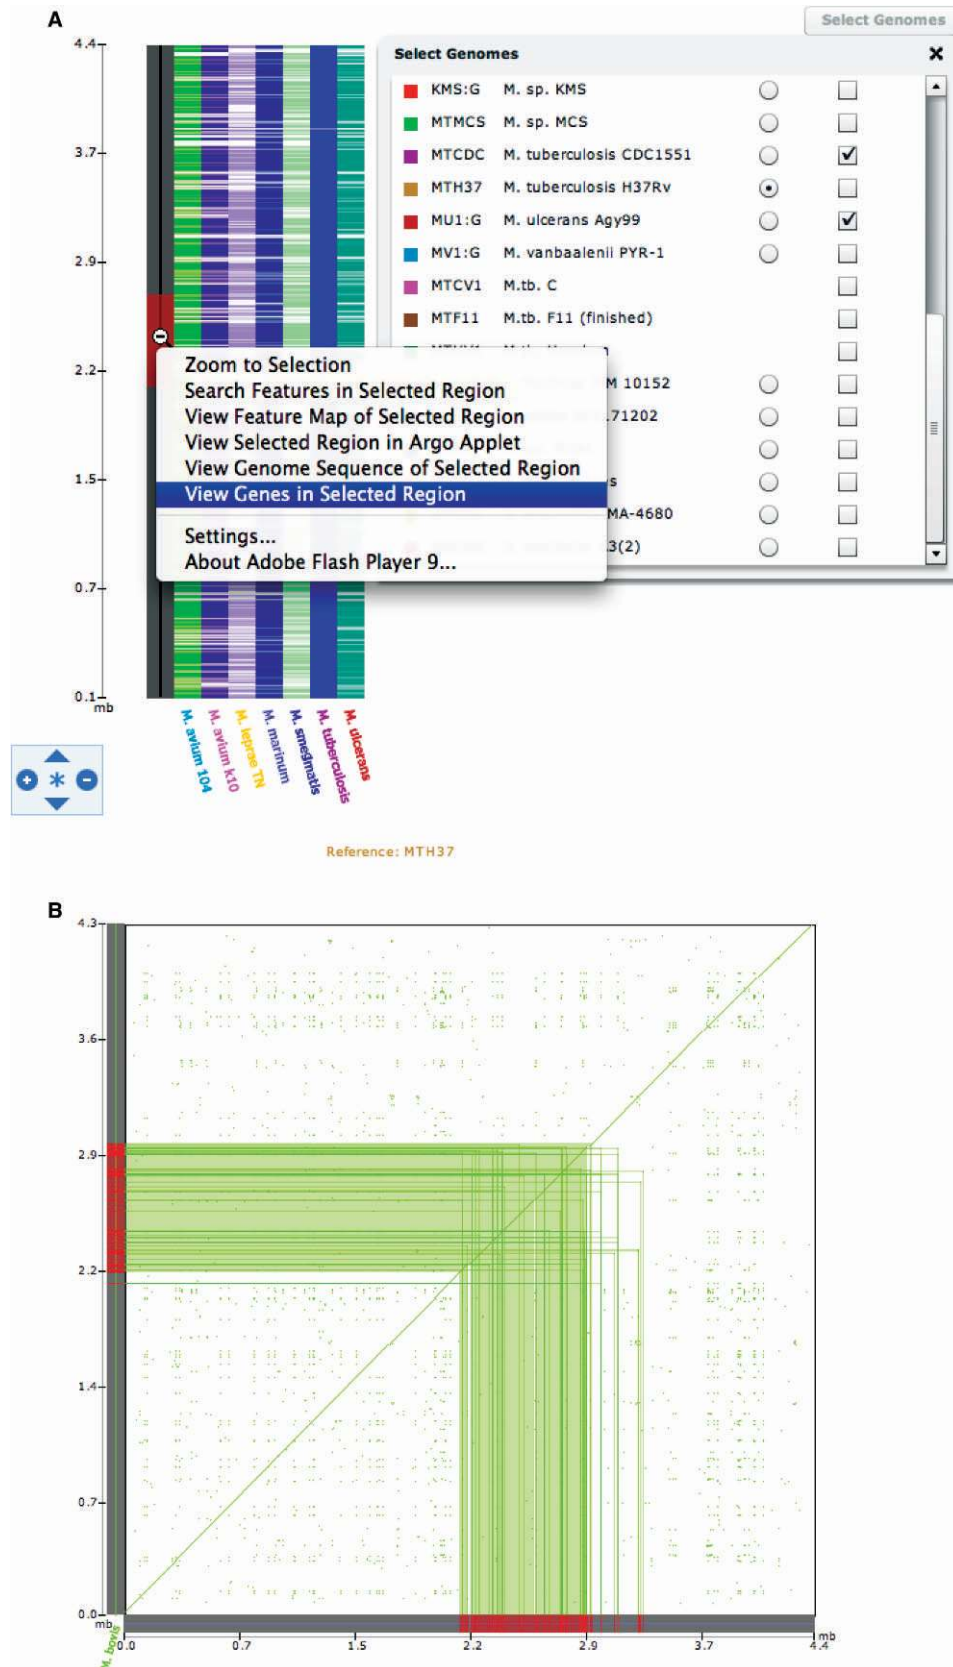 A
Select Genomes
4.4
3.7
2.9
2.2
1.5
0.7
0.1
mb
Select Genomes
KMS:G M. sp. KMS
MTMCS M. sp. MCS
MTCDC M. tuberculosis CDC1551
MTH37 M. tuberculosis H37Rv
MU1:G M. ulcerans Agy99
MV1:G M. vanbaalenii PYR-1
MTCV1 M.tb. C
MTF11 M.tb. F11 (finished)
M 10152
.71202
s
MA-4680
.3(2)
Zoom to Selection
Search Features in Selected Region
View Feature Map of Selected Region
View Selected Region in Argo Applet
View Genome Sequence of Selected Region
View Genes in Selected Region
Settings...
About Adobe Flash Player 9...
M. avium 104
M. avium k10
M. leprae TN
M. marinum
M. smegmatis
M. tuberculosis
M. ulcerans
Reference: MTH37
B
4.3
3.6
2.9
2.2
1.4
0.7
0.0
mb
M. bovis
0.0
0.7
1.5
2.2
2.9
3.7
4.4
mb